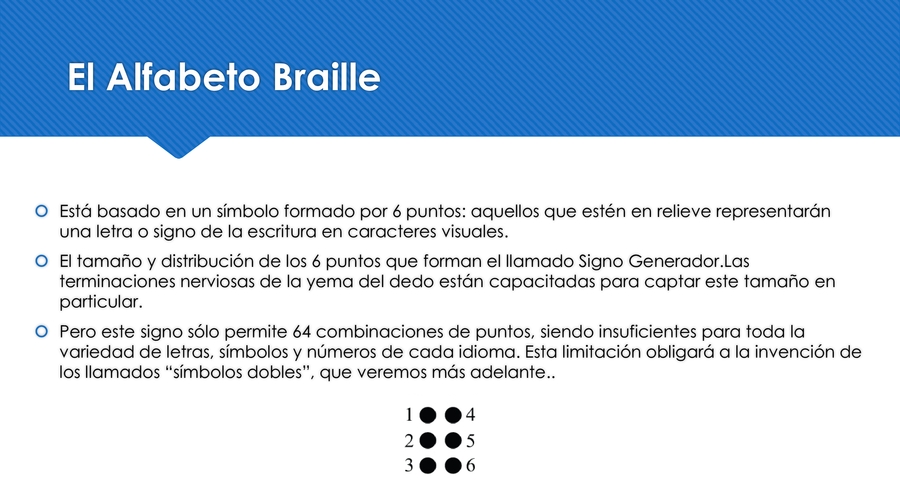 El Alfabeto Braille
Está basado en un símbolo formado por 6 puntos: aquellos que estén en relieve representarán
una letra o signo de la escritura en caracteres visuales.
El tamaño y distribución de los 6 puntos que forman el llamado Signo Generador.Las
terminaciones nerviosas de la yema del dedo están capacitadas para captar este tamaño en
particular.
Pero este signo sólo permite 64 combinaciones de puntos, siendo insuficientes para toda la
variedad de letras, símbolos y números de cada idioma. Esta limitación obligará a la invención de
los llamados “símbolos dobles”, que veremos más adelante..
1 4
2 5
3 6